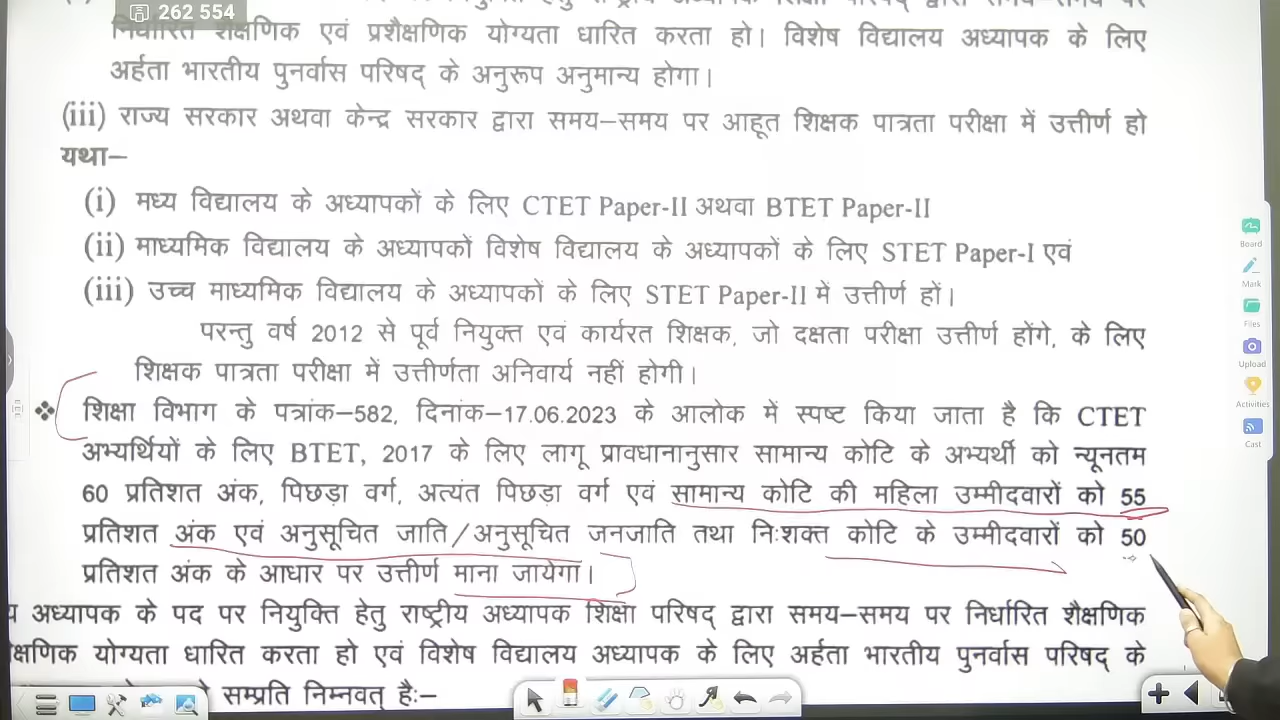 262 554
निर्धारित शैक्षणिक एवं प्रशैक्षणिक योग्यता धारित करता हो। विशेष विद्यालय अध्यापक के लिए
अर्हता भारतीय पुनर्वास परिषद् के अनुरूप अनुमान्य होगा।
(iii) राज्य सरकार अथवा केन्द्र सरकार द्वारा समय–समय पर आहूत शिक्षक पात्रता परीक्षा में उत्तीर्ण हो
यथा–
(i) मध्य विद्यालय के अध्यापकों के लिए CTET Paper-II अथवा BTET Paper-II
(ii) माध्यमिक विद्यालय के अध्यापकों विशेष विद्यालय के अध्यापकों के लिए STET Paper-I एवं
(iii) उच्च माध्यमिक विद्यालय के अध्यापकों के लिए STET Paper-II में उत्तीर्ण हों।
परन्तु वर्ष 2012 से पूर्व नियुक्त एवं कार्यरत शिक्षक, जो दक्षता परीक्षा उत्तीर्ण होंगे, के लिए
शिक्षक पात्रता परीक्षा में उत्तीर्णता अनिवार्य नहीं होगी।
❖ शिक्षा विभाग के पत्रांक–582, दिनांक–17.06.2023 के आलोक में स्पष्ट किया जाता है कि CTET
अभ्यर्थियों के लिए BTET, 2017 के लिए लागू प्रावधानानुसार सामान्य कोटि के अभ्यर्थी को न्यूनतम
60 प्रतिशत अंक, पिछड़ा वर्ग, अत्यंत पिछड़ा वर्ग एवं सामान्य कोटि की महिला उम्मीदवारों को 55
प्रतिशत अंक एवं अनुसूचित जाति/अनुसूचित जनजाति तथा निःशक्त कोटि के उम्मीदवारों को 50
प्रतिशत अंक के आधार पर उत्तीर्ण माना जायेगा।
अध्यापक के पद पर नियुक्ति हेतु राष्ट्रीय अध्यापक शिक्षा परिषद् द्वारा समय–समय पर निर्धारित शैक्षणिक
योग्यता धारित करता हो एवं विशेष विद्यालय अध्यापक के लिए अर्हता भारतीय पुनर्वास परिषद् के
सम्प्रति निम्नवत् है:–
Board
Mark
Files
Upload
Activities
Cast